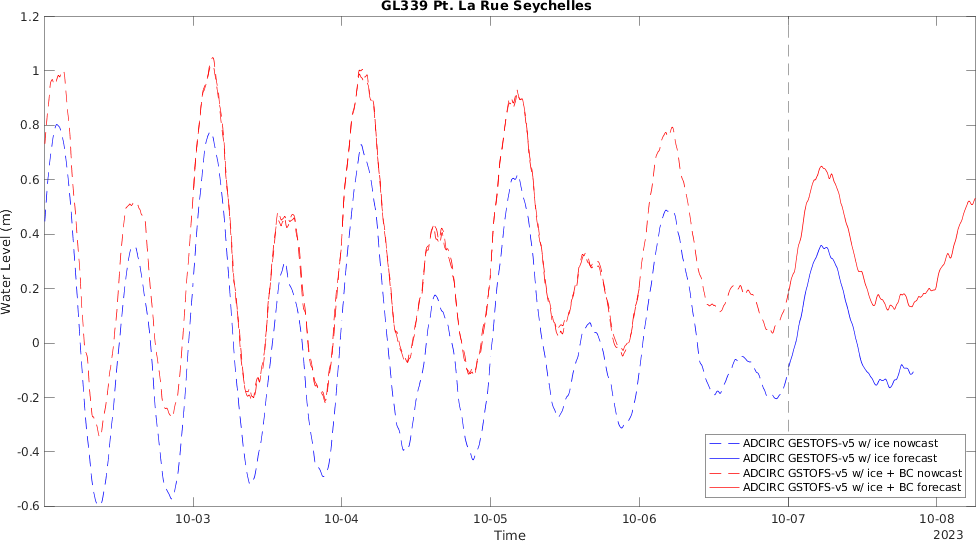 GL339 Pt. La Rue Seychelles
1.2
1
0.8
0.6
0.4
0.2
0
-0.2
-0.4
-0.6
Water Level (m)
10-03 10-04 10-05 10-06 10-07 10-08
Time
2023
ADCIRC GESTOFS-v5 w/ ice nowcast
ADCIRC GESTOFS-v5 w/ ice forecast
ADCIRC GSTOFS-v5 w/ ice + BC nowcast
ADCIRC GSTOFS-v5 w/ ice + BC forecast